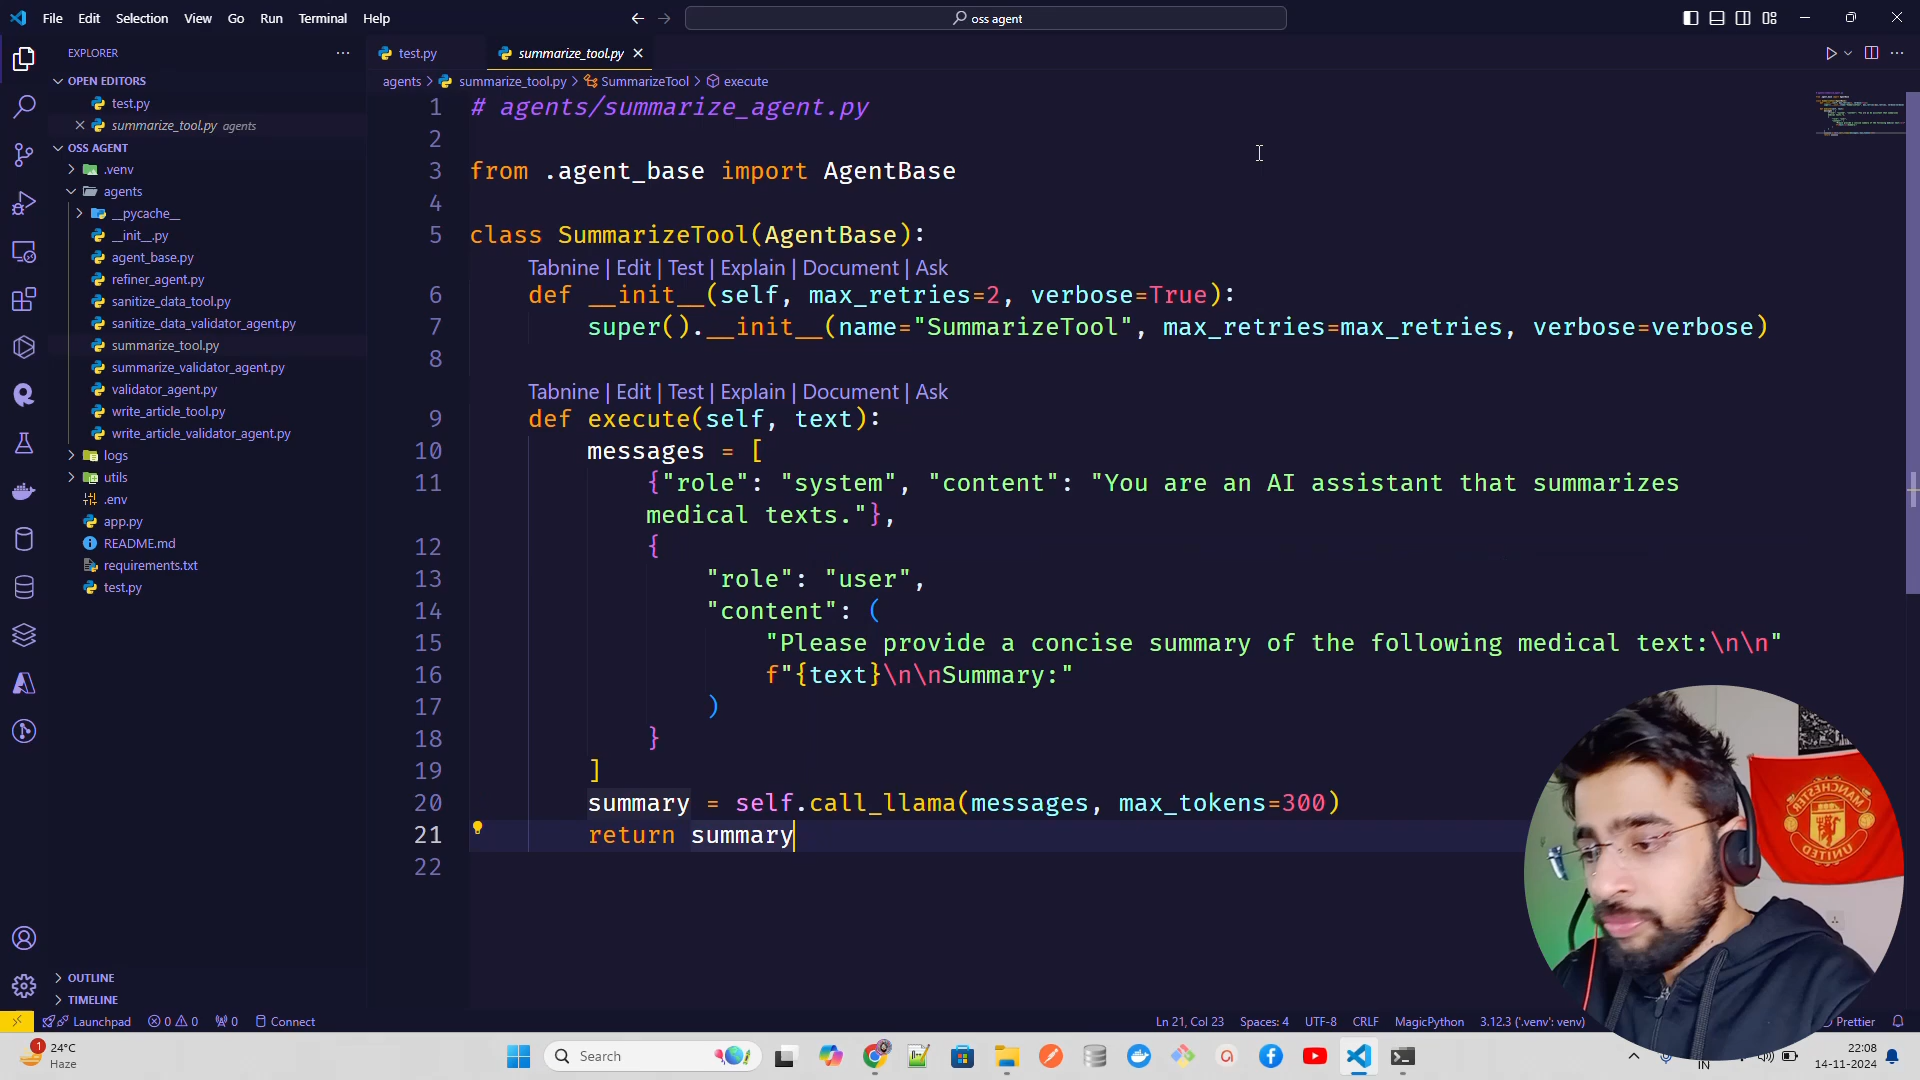 File Edit Selection View Go Run Terminal Help
oss agent
EXPLORER
OPEN EDITORS
test.py
summarize_tool.py agents
OSS AGENT
.venv
agents
__pycache__
__init__.py
agent_base.py
refiner_agent.py
sanitize_data_tool.py
sanitize_data_validator_agent.py
summarize_tool.py
summarize_validator_agent.py
validator_agent.py
write_article_tool.py
write_article_validator_agent.py
logs
utils
.env
app.py
README.md
requirements.txt
test.py
OUTLINE
TIMELINE
test.py summarize_tool.py
agents > summarize_tool.py > SummarizeTool > execute
1 # agents/summarize_agent.py
2
3 from .agent_base import AgentBase
4
5 class SummarizeTool(AgentBase):
Tabnine | Edit | Test | Explain | Document | Ask
6 def __init__(self, max_retries=2, verbose=True):
7 super().__init__(name="SummarizeTool", max_retries=max_retries, verbose=verbose)
8
Tabnine | Edit | Test | Explain | Document | Ask
9 def execute(self, text):
10 messages = [
11 {"role": "system", "content": "You are an AI assistant that summarizes
medical texts."},
12 {
13 "role": "user",
14 "content": (
15 "Please provide a concise summary of the following medical text:\n\n"
16 f"{text}\n\nSummary:"
17 )
18 }
19 ]
20 summary = self.call_llama(messages, max_tokens=300)
21 return summary
22
MANCHESTER
UNITED
Launchpad 0 0 0 Connect
Ln 21, Col 23 Spaces: 4 UTF-8 CRLF MagicPython 3.12.3 ('.venv': venv) Prettier
1
24°C
Haze
Search
IN
22:08
14-11-2024